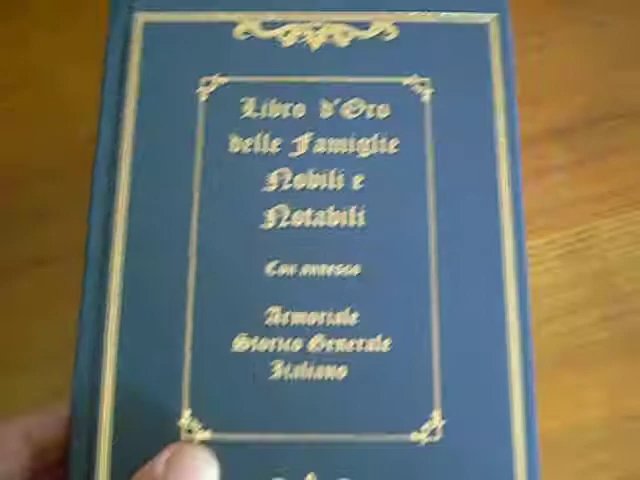 Libro d'Oro
delle Famiglie
Nobili e
Notabili
Con annesso
Armoriale
Storico Generale
Italiano